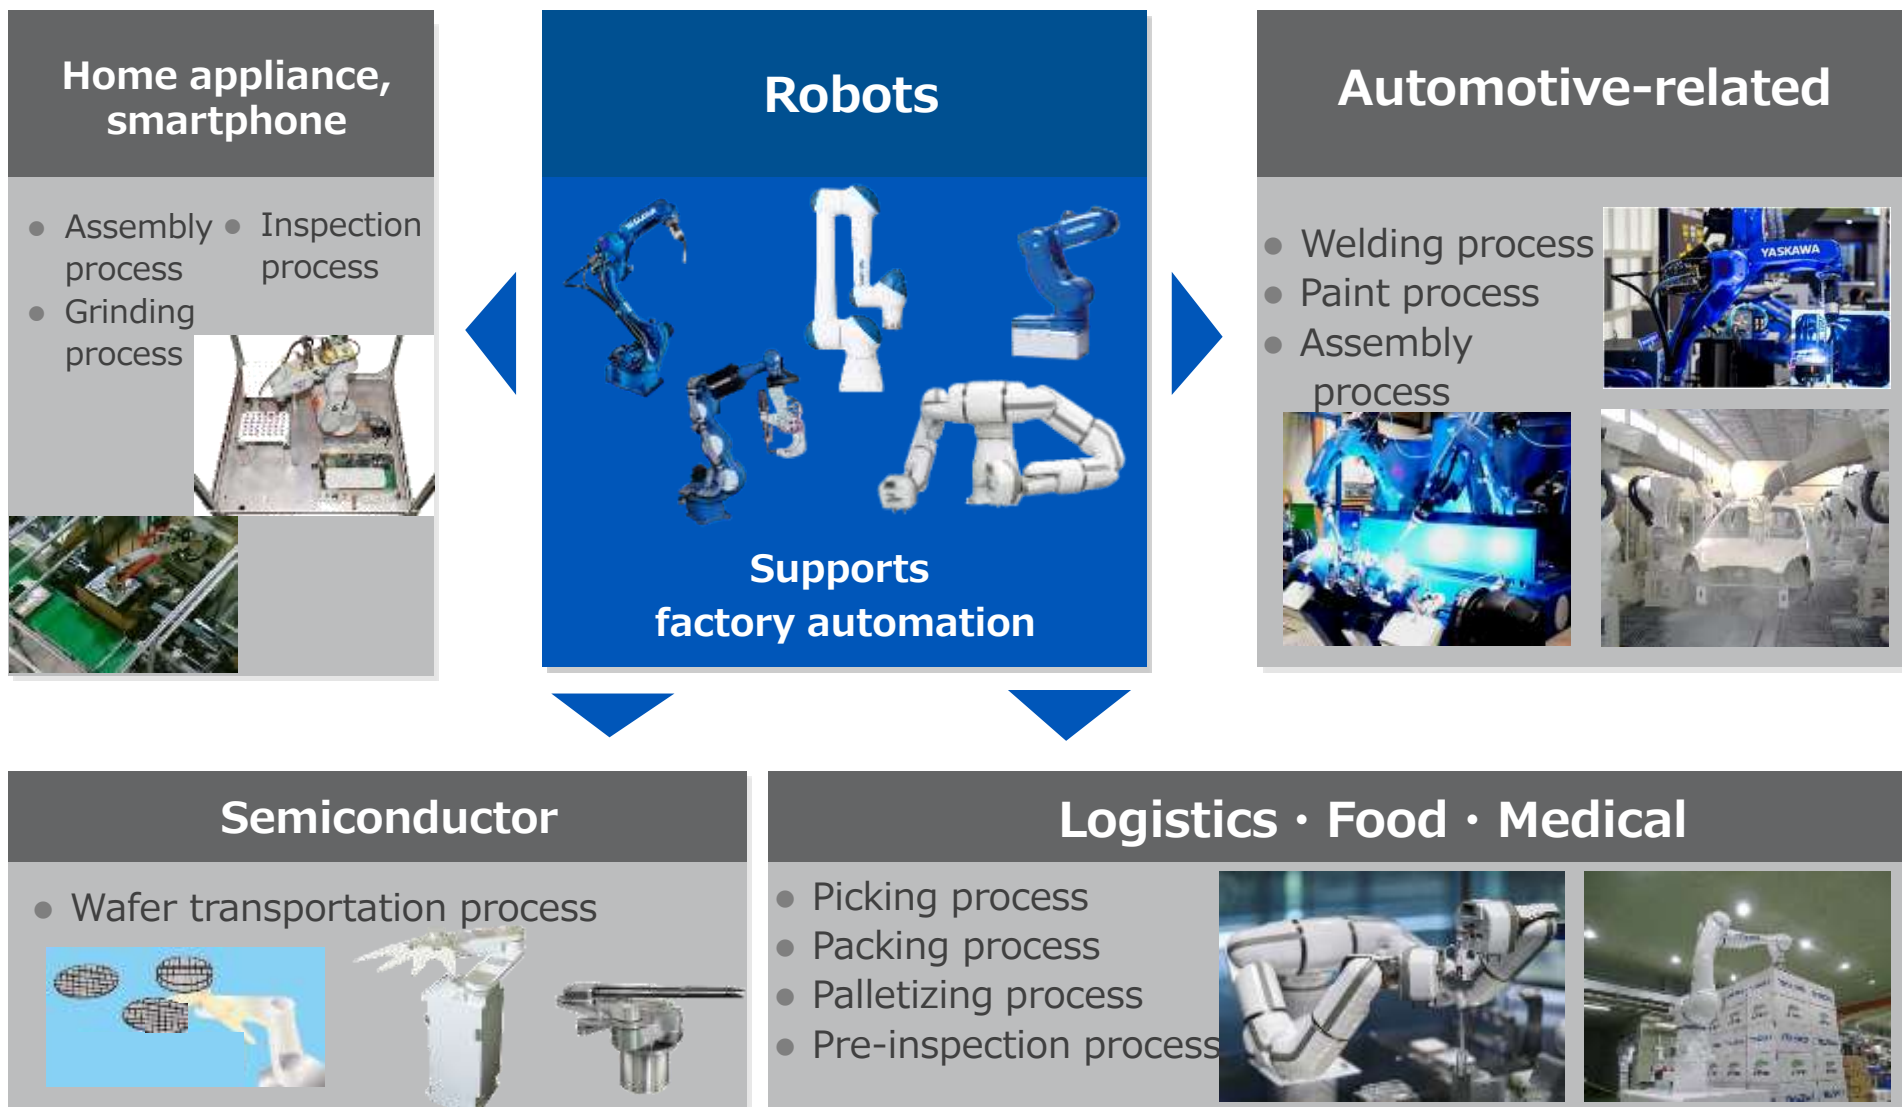 Home appliance,
smartphone
● Assembly
process
● Grinding
process
● Inspection
process
Robots
Supports
factory automation
Automotive-related
● Welding process
● Paint process
● Assembly
process
YASKAWA
Semiconductor
● Wafer transportation process
Logistics・Food・Medical
● Picking process
● Packing process
● Palletizing process
● Pre-inspection process